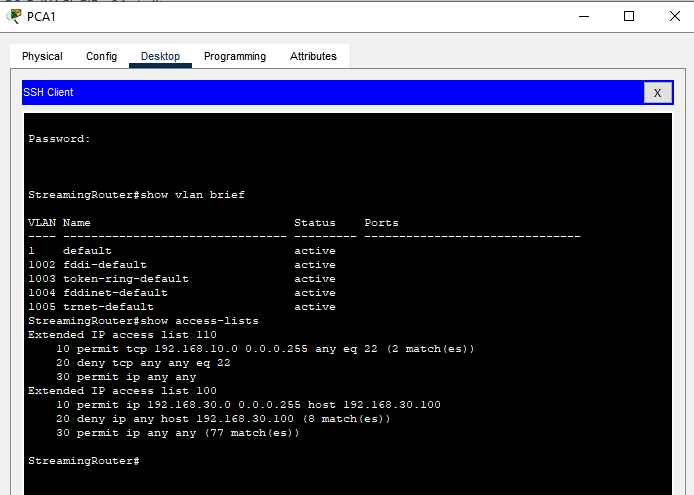 PCA1
Physical Config Desktop Programming Attributes
SSH Client X
Password:
StreamingRouter#show vlan brief
VLAN Name                             Status    Ports
---- -------------------------------- --------- -------------------------------
1    default                          active
1002 fddi-default                     active
1003 token-ring-default               active
1004 fddinet-default                  active
1005 trnet-default                    active
StreamingRouter#show access-lists
Extended IP access list 110
    10 permit tcp 192.168.10.0 0.0.0.255 any eq 22 (2 match(es))
    20 deny tcp any any eq 22
    30 permit ip any any
Extended IP access list 100
    10 permit ip 192.168.30.0 0.0.0.255 host 192.168.30.100
    20 deny ip any host 192.168.30.100 (8 match(es))
    30 permit ip any any (77 match(es))
StreamingRouter#